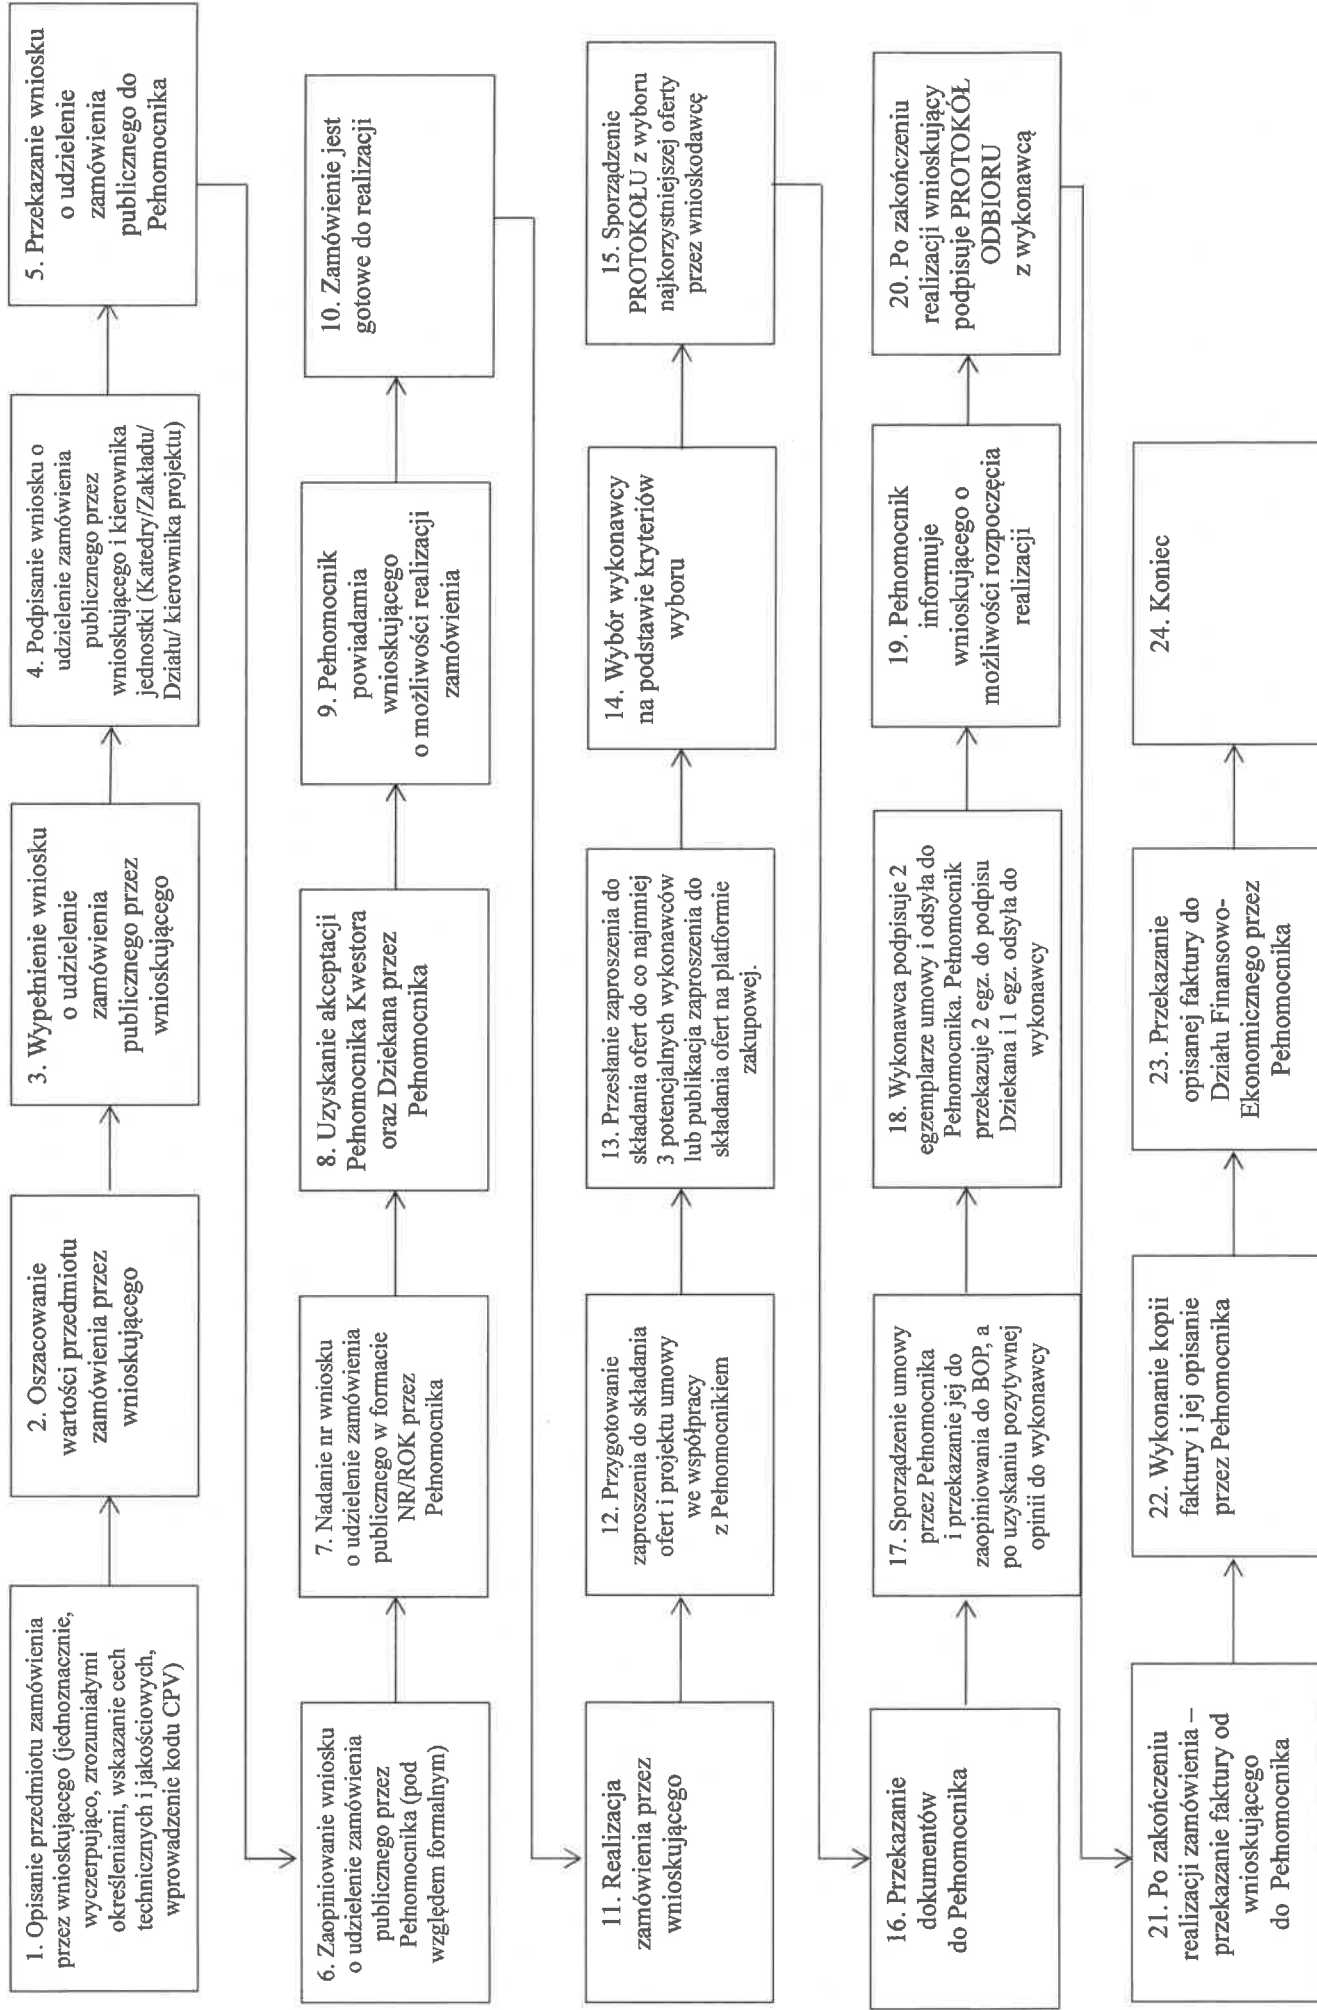 1. Opisanie przedmiotu zamówienia
przez wnioskującego (jednoznacznie,
wyczerpująco, zrozumiałymi
określeniami, wskazanie cech
technicznych i jakościowych,
wprowadzenie kodu CPV)
2. Oszacowanie
wartości przedmiotu
zamówienia przez
wnioskującego
3. Wypełnienie wniosku
o udzielenie
zamówienia
publicznego przez
wnioskującego
4. Podpisanie wniosku o
udzielenie zamówienia
publicznego przez
wnioskującego i kierownika
jednostki (Katedry/Zakładu/
Działu/ kierownika projektu)
5. Przekazanie wniosku
o udzielenie
zamówienia
publicznego do
Pełnomocnika
6. Zaopiniowanie wniosku
o udzielenie zamówienia
publicznego przez
Pełnomocnika (pod
względem formalnym)
7. Nadanie nr wniosku
o udzielenie zamówienia
publicznego w formacie
NR/ROK przez
Pełnomocnika
8. Uzyskanie akceptacji
Pełnomocnika Kwestora
oraz Dziekana przez
Pełnomocnika
9. Pełnomocnik
powiadamia
wnioskującego
o możliwości realizacji
zamówienia
10. Zamówienie jest
gotowe do realizacji
11. Realizacja
zamówienia przez
wnioskującego
12. Przygotowanie
zaproszenia do składania
ofert i projektu umowy
we współpracy
z Pełnomocnikiem
13. Przesłanie zaproszenia do
składania ofert do co najmniej
3 potencjalnych wykonawców
lub publikacja zaproszenia do
składania ofert na platformie
zakupowej.
14. Wybór wykonawcy
na podstawie kryteriów
wyboru
15. Sporządzenie
PROTOKOŁU z wyboru
najkorzystniejszej oferty
przez wnioskodawcę
16. Przekazanie
dokumentów
do Pełnomocnika
17. Sporządzenie umowy
przez Pełnomocnika
i przekazanie jej do
zaopiniowania do BOP, a
po uzyskaniu pozytywnej
opinii do wykonawcy
18. Wykonawca podpisuje 2
egzemplarze umowy i odsyła do
Pełnomocnika. Pełnomocnik
przekazuje 2 egz. do podpisu
Dziekana i 1 egz. odsyła do
wykonawcy
19. Pełnomocnik
informuje
wnioskującego o
możliwości rozpoczęcia
realizacji
20. Po zakończeniu
realizacji wnioskujący
podpisuje PROTOKÓŁ
ODBIORU
z wykonawcą
21. Po zakończeniu
realizacji zamówienia –
przekazanie faktury od
wnioskującego
do Pełnomocnika
22. Wykonanie kopii
faktury i jej opisanie
przez Pełnomocnika
23. Przekazanie
opisanej faktury do
Działu Finansowo-
Ekonomicznego przez
Pełnomocnika
24. Koniec